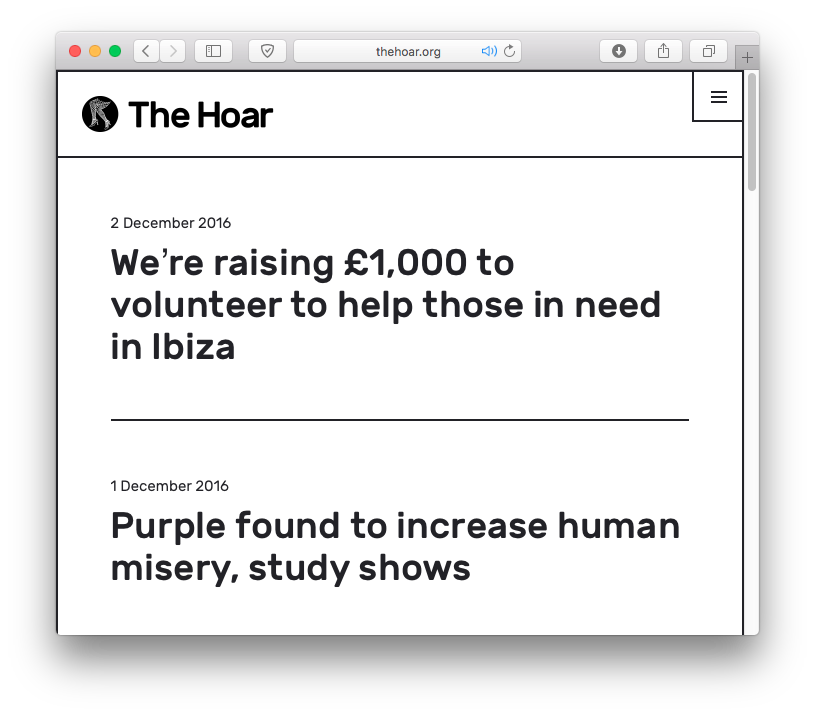 thehoar.org
The Hoar
2 December 2016
We're raising £1,000 to
volunteer to help those in need
in Ibiza
1 December 2016
Purple found to increase human
misery, study shows